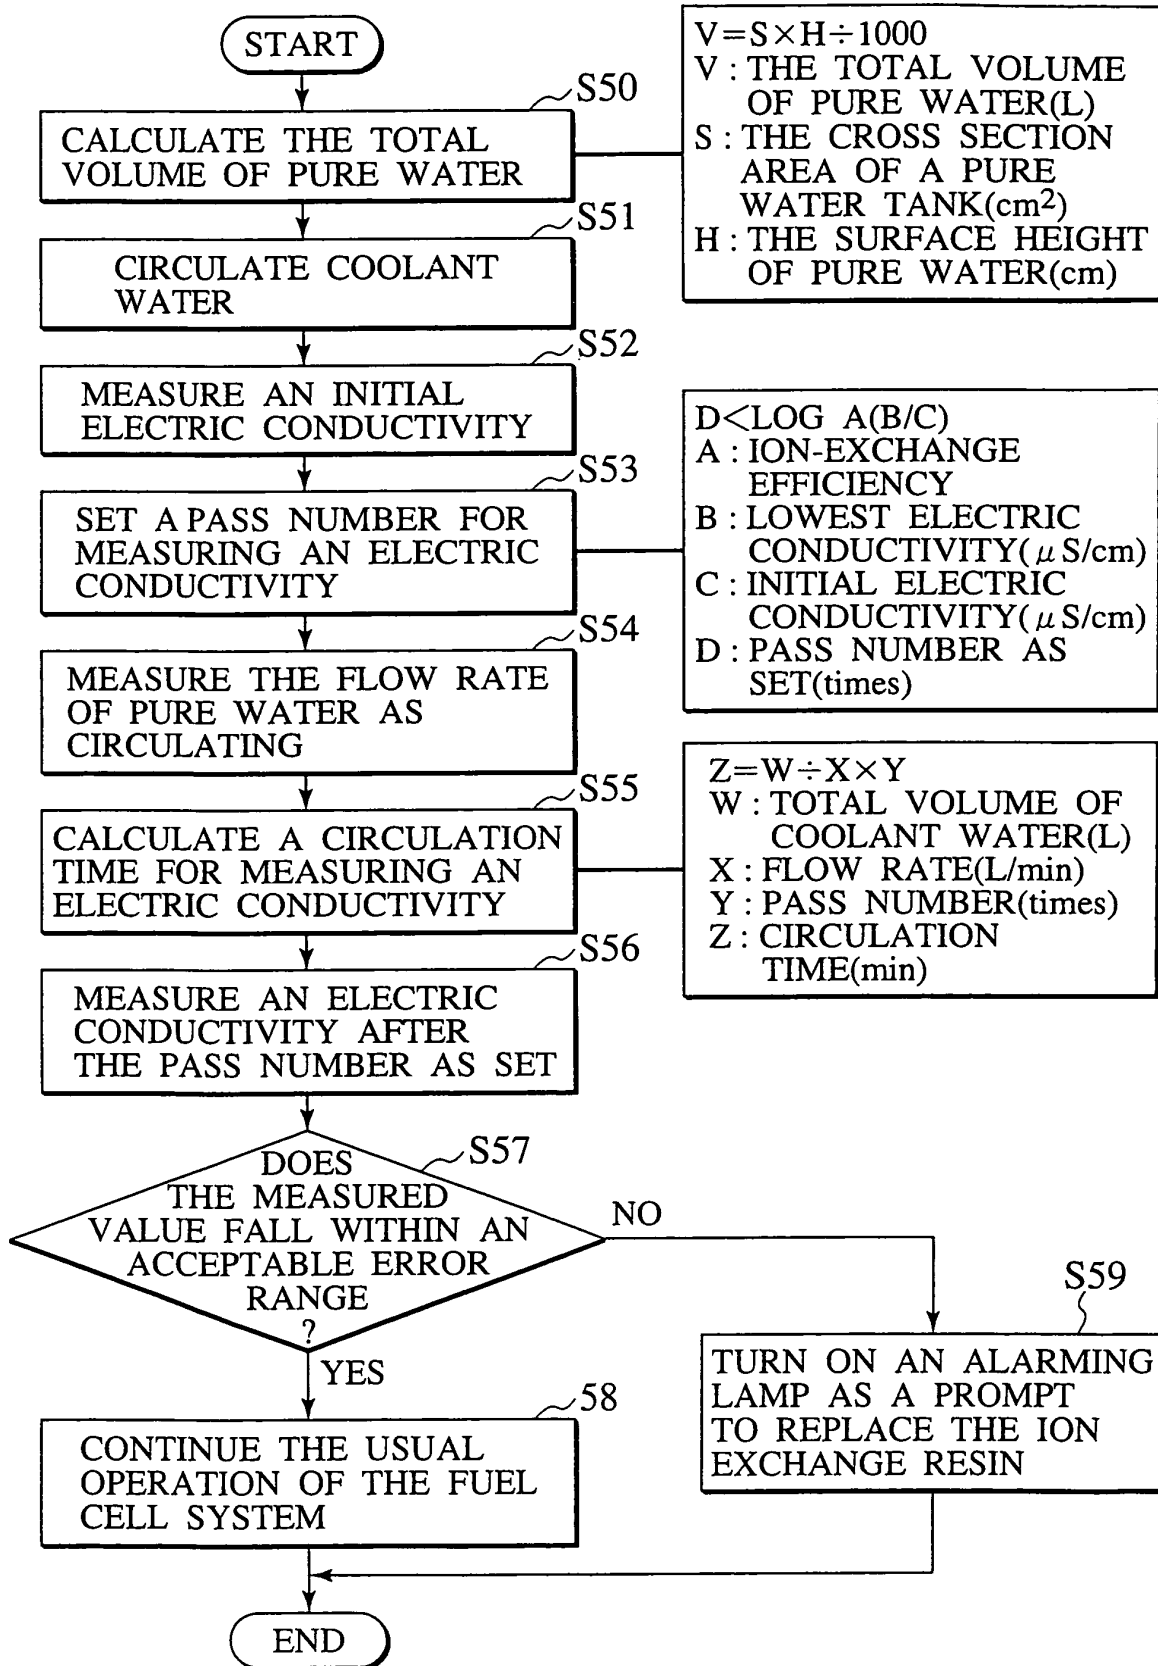 START
S50
CALCULATE THE TOTAL
VOLUME OF PURE WATER
V=S×H÷1000
V : THE TOTAL VOLUME
OF PURE WATER(L)
S : THE CROSS SECTION
AREA OF A PURE
WATER TANK(cm²)
H : THE SURFACE HEIGHT
OF PURE WATER(cm)
S51
CIRCULATE COOLANT
WATER
S52
MEASURE AN INITIAL
ELECTRIC CONDUCTIVITY
S53
SET A PASS NUMBER FOR
MEASURING AN ELECTRIC
CONDUCTIVITY
D<LOG A(B/C)
A : ION-EXCHANGE
EFFICIENCY
B : LOWEST ELECTRIC
CONDUCTIVITY(μS/cm)
C : INITIAL ELECTRIC
CONDUCTIVITY(μS/cm)
D : PASS NUMBER AS
SET(times)
S54
MEASURE THE FLOW RATE
OF PURE WATER AS
CIRCULATING
S55
CALCULATE A CIRCULATION
TIME FOR MEASURING AN
ELECTRIC CONDUCTIVITY
Z=W÷X×Y
W : TOTAL VOLUME OF
COOLANT WATER(L)
X : FLOW RATE(L/min)
Y : PASS NUMBER(times)
Z : CIRCULATION
TIME(min)
S56
MEASURE AN ELECTRIC
CONDUCTIVITY AFTER
THE PASS NUMBER AS SET
S57
DOES
THE MEASURED
VALUE FALL WITHIN AN
ACCEPTABLE ERROR
RANGE
?
NO
YES
S59
TURN ON AN ALARMING
LAMP AS A PROMPT
TO REPLACE THE ION
EXCHANGE RESIN
58
CONTINUE THE USUAL
OPERATION OF THE FUEL
CELL SYSTEM
END